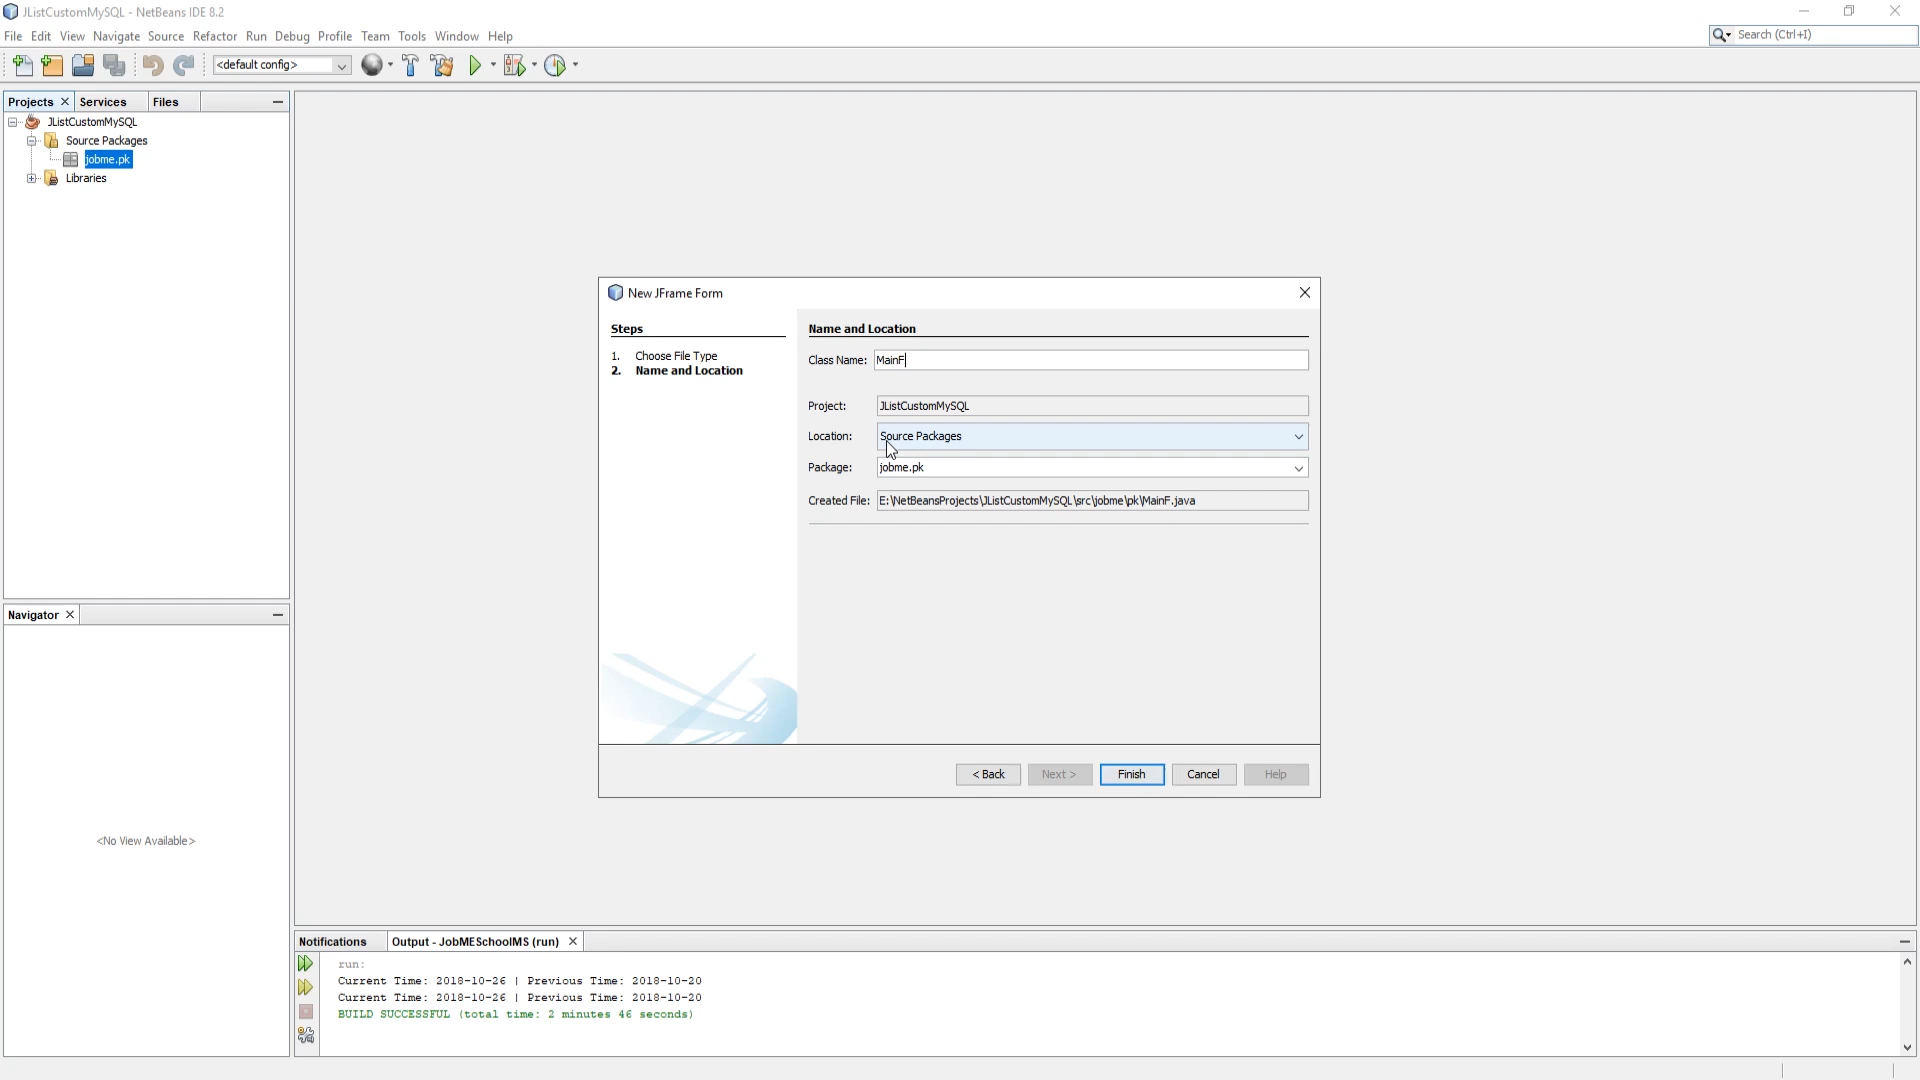 JListCustomMySQL - NetBeans IDE 8.2
File Edit View Navigate Source Refactor Run Debug Profile Team Tools Window Help
Search (Ctrl+I)
<default config>
Projects Services Files
JListCustomMySQL
Source Packages
jobme.pk
Libraries
New JFrame Form
Steps
1. Choose File Type
2. Name and Location
Name and Location
Class Name: MainF
Project: JListCustomMySQL
Location: Source Packages
Package: jobme.pk
Created File: E:\NetBeansProjects\JListCustomMySQL\src\jobme\pk\MainF.java
< Back Next > Finish Cancel Help
Navigator
<No View Available>
Notifications Output - JobMESchoolMS (run)
run:
Current Time: 2018-10-26 | Previous Time: 2018-10-20
Current Time: 2018-10-26 | Previous Time: 2018-10-20
BUILD SUCCESSFUL (total time: 2 minutes 46 seconds)